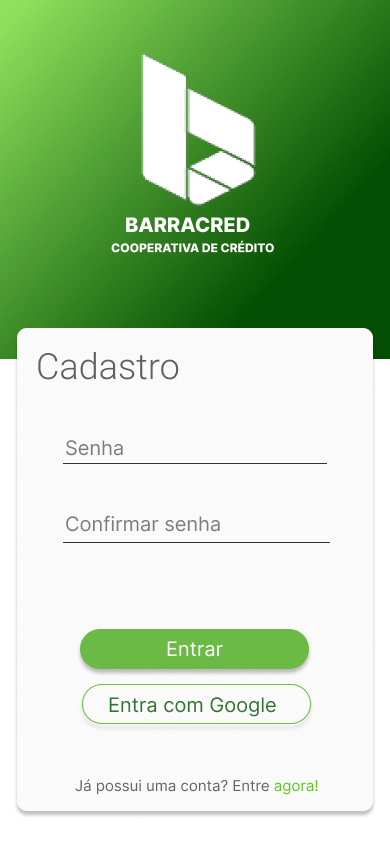 BARRACRED
COOPERATIVA DE CRÉDITO
Cadastro
Senha
Confirmar senha
Entrar
Entra com Google
Já possui uma conta? Entre agora!